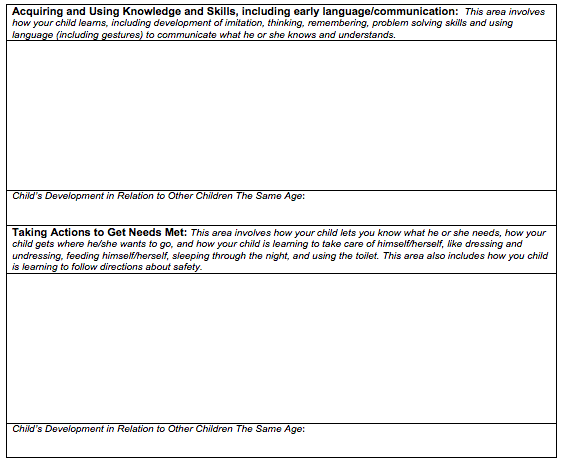 Acquiring and Using Knowledge and Skills, including early language/communication: This area involves
how your child learns, including development of imitation, thinking, remembering, problem solving skills and using
language (including gestures) to communicate what he or she knows and understands.
Child's Development in Relation to Other Children The Same Age:
Taking Actions to Get Needs Met: This area involves how your child lets you know what he or she needs, how your
child gets where he/she wants to go, and how your child is learning to take care of himself/herself, like dressing and
undressing, feeding himself/herself, sleeping through the night, and using the toilet. This area also includes how you child
is learning to follow directions about safety.
Child's Development in Relation to Other Children The Same Age: